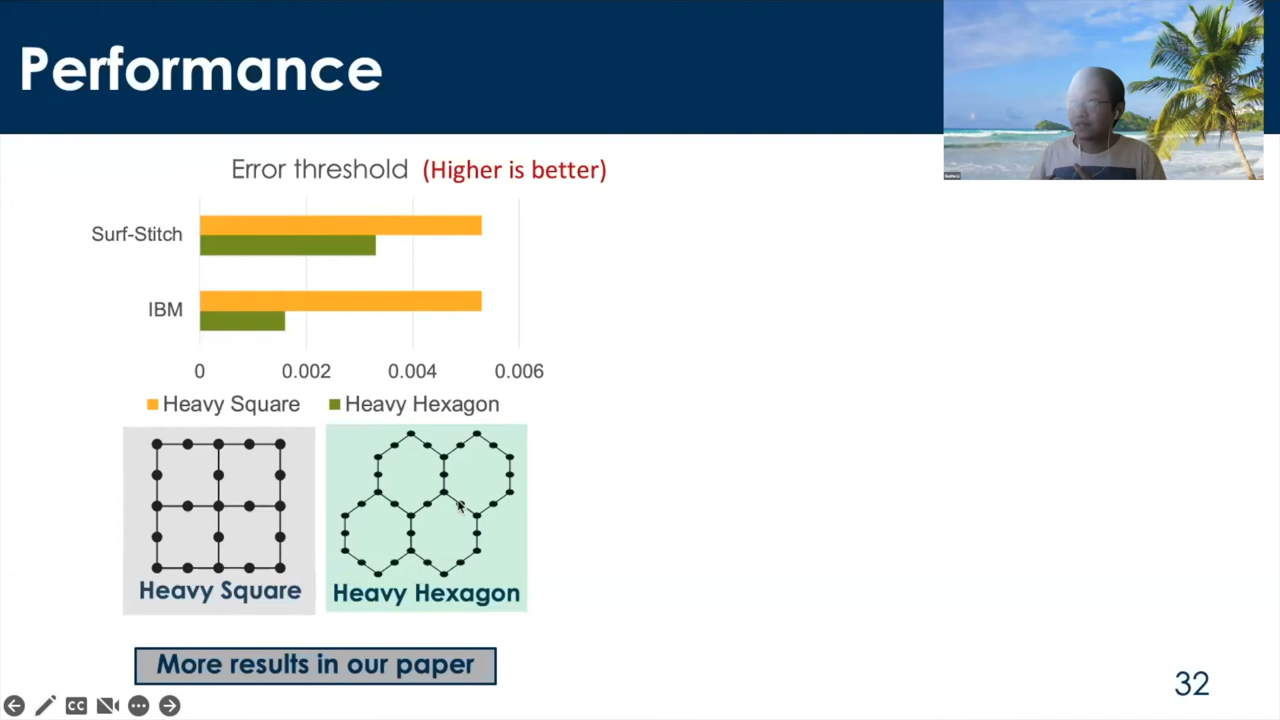 Performance
Error threshold (Higher is better)
Surf-Stitch
IBM
0 0.002 0.004 0.006
Heavy Square Heavy Hexagon
Heavy Square
Heavy Hexagon
More results in our paper
32
CC